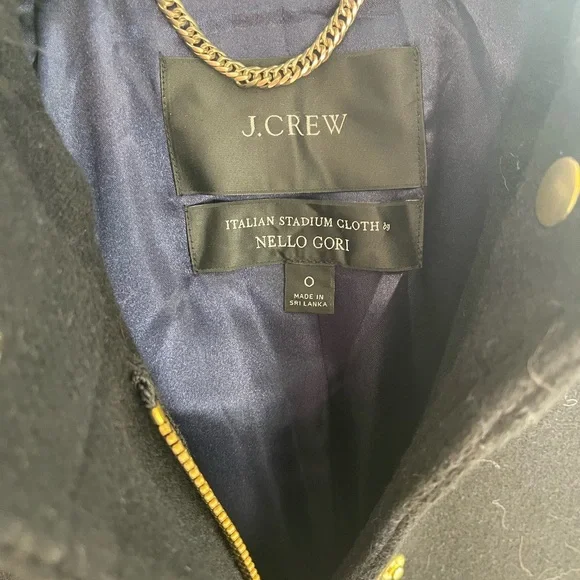 J.CREW
ITALIAN STADIUM CLOTH by
NELLO GORI
0
MADE IN
SRI LANKA